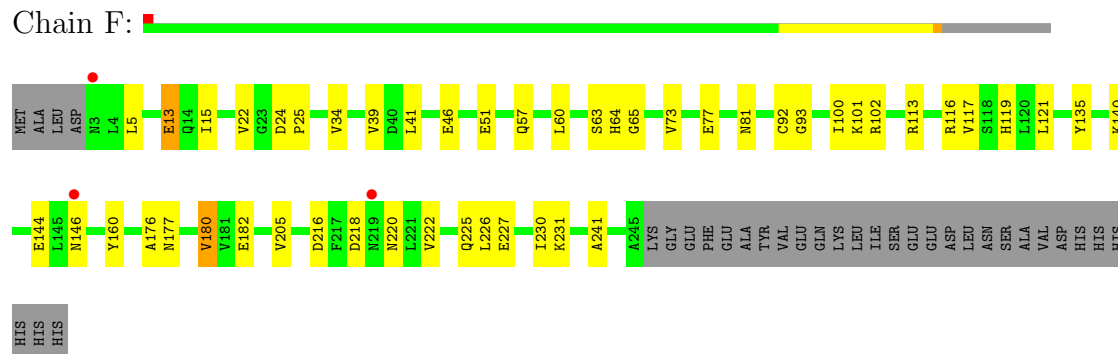 Chain F:
MET ALA LEU ASP N3 L4 L5 E13 Q14 I15 V22 G23 D24 P25 V34 V39 D40 L41 E46 E51 Q57 L60 S63 H64 G65 V73 E77 N81 C92 G93 I100 K101 R102 R113 R116 V117 S118 H119 L120 L121 Y135 K140
E144 L145 N146 Y160 A176 N177 V180 V181 E182 V205 D216 F217 D218 N219 N220 L221 V222 Q225 L226 E227 I230 K231 A241 A245 LYS GLY GLU PHE GLU ALA TYR VAL GLU GLN LYS LEU ILE SER GLU GLU ASP LEU ASN SER ALA VAL ASP HIS HIS HIS
HIS HIS HIS